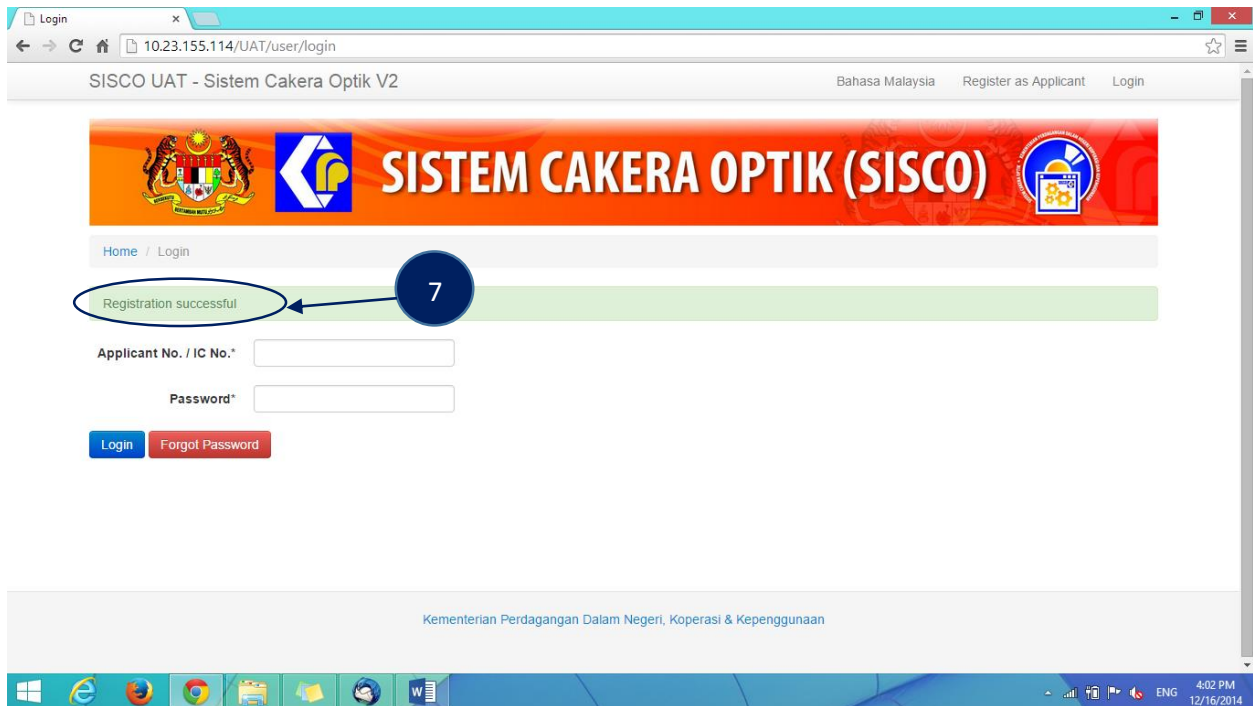 Login
10.23.155.114/UAT/user/login
SISCO UAT - Sistem Cakera Optik V2
Bahasa Malaysia Register as Applicant Login
SISTEM CAKERA OPTIK (SISCO)
Home / Login
Registration successful
7
Applicant No. / IC No.*
Password*
Login Forgot Password
Kementerian Perdagangan Dalam Negeri, Koperasi & Kepenggunaan
ENG 4:02 PM
12/16/2014